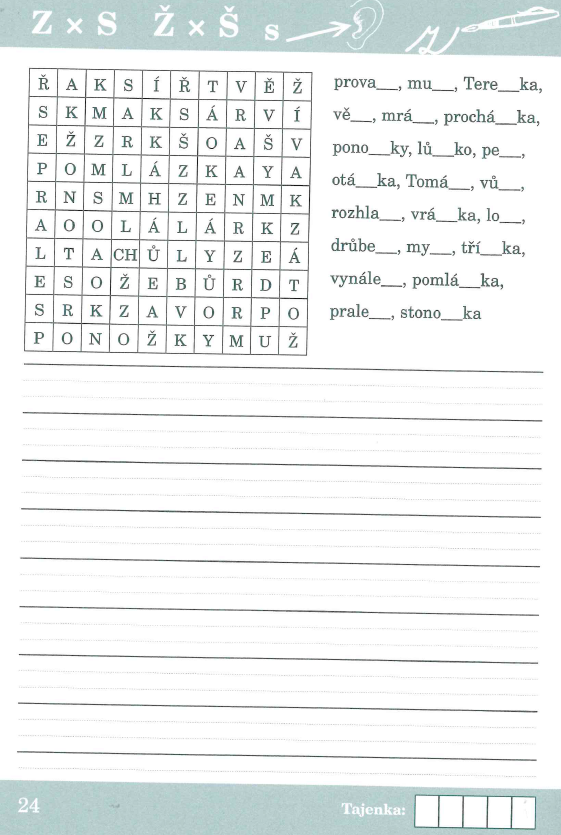 Z × S Ž × Š s
Ř A K S Í Ř T V Ě Ž
S K M A K S Á R V Í
E Ž Z R K Š O A Š V
P O M L Á Z K A Y A
R N S M H Z E N M K
A O O L Á L Á R K Z
L T A CH Ů L Y Z E Á
E S O Ž E B Ů R D T
S R K Z A V O R P O
P O N O Ž K Y M U Ž
prova___, mu___, Tere___ka,
vě___, mrá___, prochá___ka,
pono___ky, lů___ko, pe___,
otá___ka, Tomá___, vů___,
rozhla___, vrá___ka, lo___,
drůbe___, my___, tří___ka,
vynále___, pomlá___ka,
prale___, stono___ka
24
Tajenka: